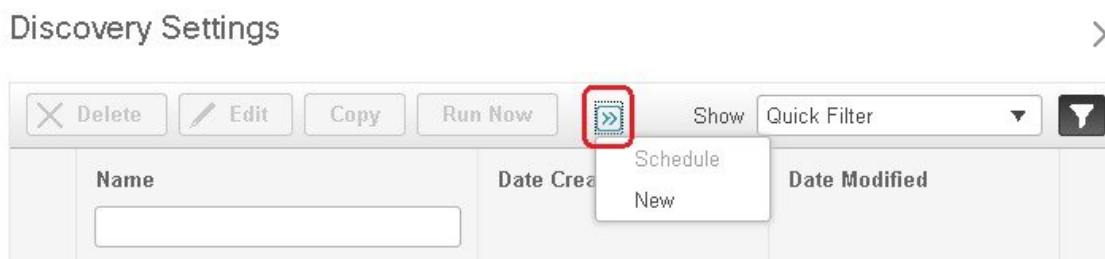 Discovery Settings
Delete Edit Copy Run Now Show Quick Filter
Schedule
Name Date Crea Date Modified
New